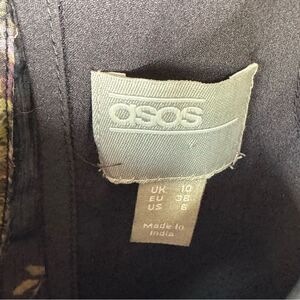 asos
UK 10
EU 38
US 6
Made In
India